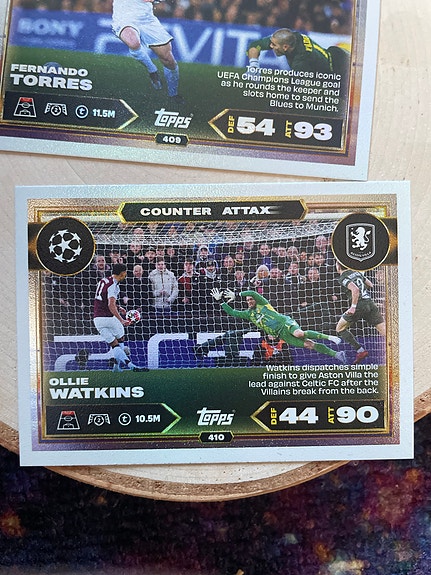 SONY
FERNANDO
TORRES
Torres produces iconic
UEFA Champions League goal
as he rounds the keeper and
slots home to send the
Blues to Munich.
11.5M
Topps
DEF 54 ATT 93
409
COUNTER ATTAX
OLLIE
WATKINS
Watkins dispatches simple
finish to give Aston Villa the
lead against Celtic FC after the
Villains break from the back.
10.5M
Topps
DEF 44 ATT 90
410